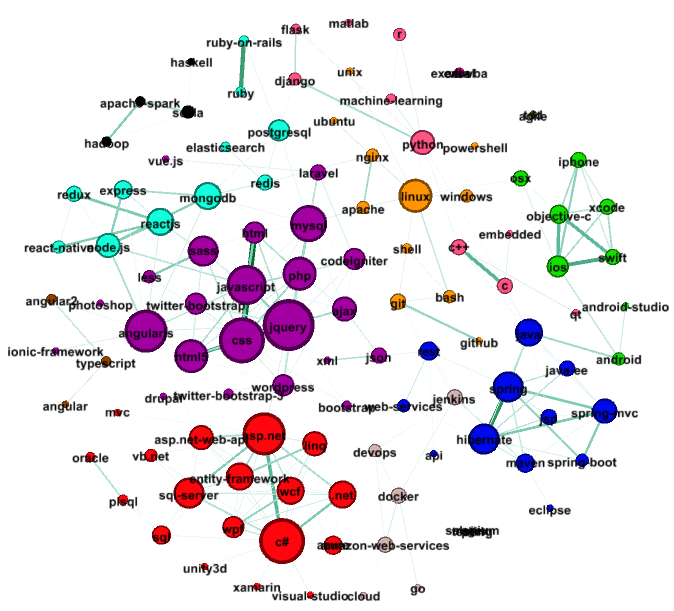 matlab
flask
r
ruby-on-rails
haskell
unix
django
ruby
machine-learning
apache-spark
scala
ubuntu
agile
postgresql
hadoop
python
elasticsearch
powershell
nginx
vue.js
iphone
laravel
osx
redis
redux
express
mongodb
linux
windows
xcode
apache
objective-c
reactjs
mysql
html
embedded
react-native
node.js
sass
shell
c++
swift
codeigniter
ios
php
less
javascript
c
bash
angular2
photoshop
twitter-bootstrap
git
ajax
android-studio
qt
jquery
angularjs
java
css
github
ionic-framework
html5
json
rest
typescript
xml
android
java-ee
wordpress
spring
drupal
twitter-bootstrap-3
jenkins
angular
bootstrap
web-services
mvc
spring-mvc
jsf
asp.net-web-api
asp.net
linq
hibernate
devops
api
oracle
vb.net
maven
spring-boot
entity-framework
wcf
sql-server
.net
docker
plsql
eclipse
wpf
sql
c#
amazon-web-services
unity3d
xamarin
visual-studio
cloud
go